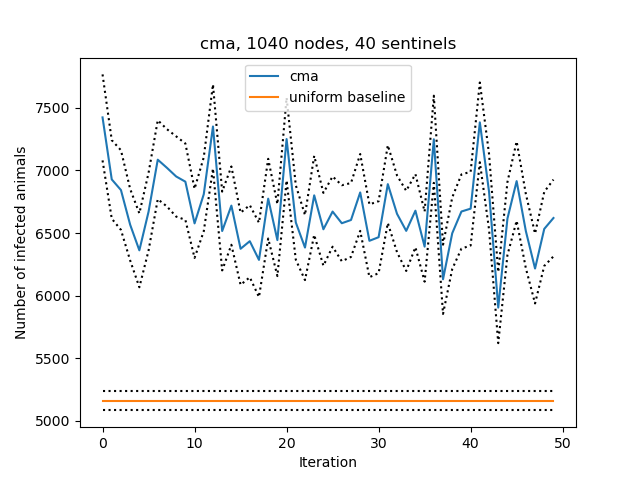 cma, 1040 nodes, 40 sentinels
cma
uniform baseline
Number of infected animals
7500
7000
6500
6000
5500
5000
0 10 20 30 40 50
Iteration